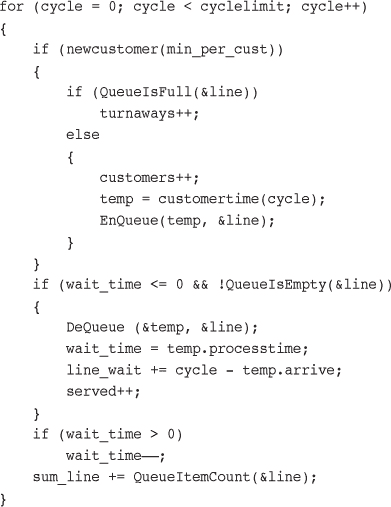 for (cycle = 0; cycle < cyclelimit; cycle++)
{
    if (newcustomer(min_per_cust))
    {
        if (QueueIsFull(&line))
            turnaways++;
        else
        {
            customers++;
            temp = customertime(cycle);
            EnQueue(temp, &line);
        }
    }
    if (wait_time <= 0 && !QueueIsEmpty(&line))
    {
        DeQueue (&temp, &line);
        wait_time = temp.processtime;
        line_wait += cycle - temp.arrive;
        served++;
    }
    if (wait_time > 0)
        wait_time——;
    sum_line += QueueItemCount(&line);
}